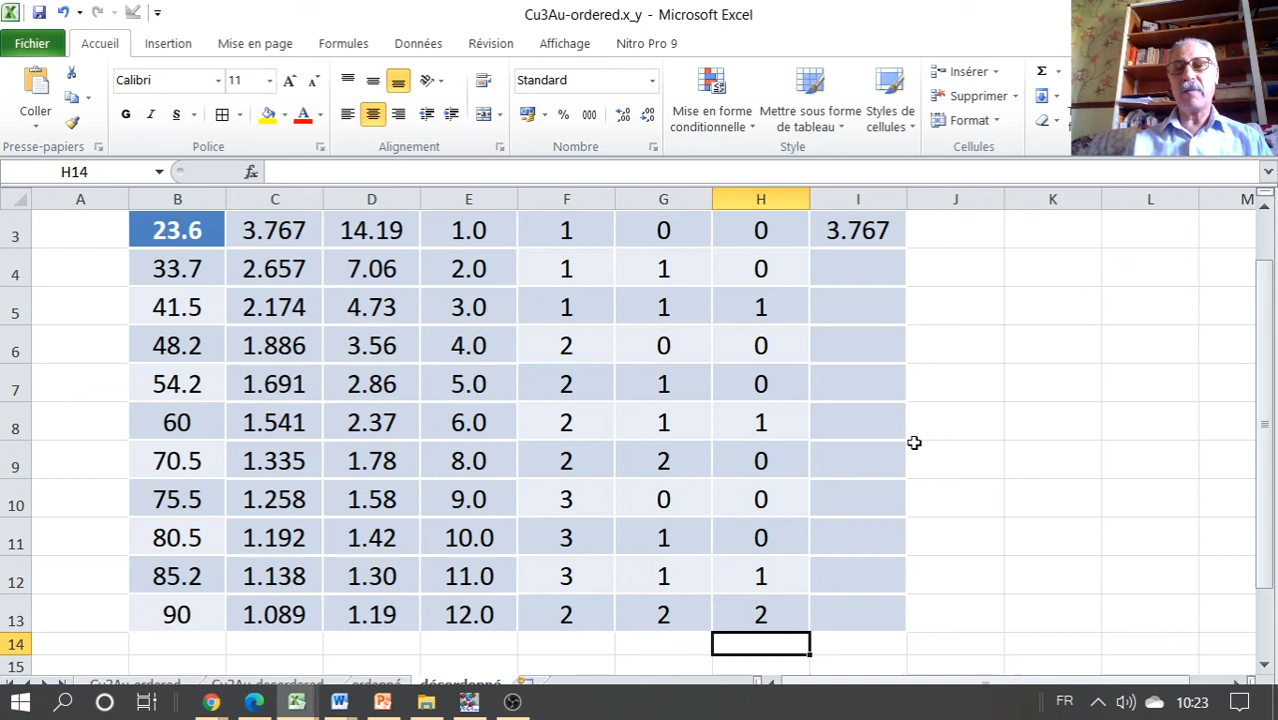 Cu3Au-ordered.x_y - Microsoft Excel
Fichier Accueil Insertion Mise en page Formules Données Révision Affichage Nitro Pro 9
Calibri 11 Standard Insérer Σ
Coller G I S A % 000 Mise en forme conditionnelle Mettre sous forme de tableau Styles de cellules Supprimer Format
Presse-papiers Police Alignement Nombre Style Cellules
H14 fx
A B C D E F G H I J K L M
3 23.6 3.767 14.19 1.0 1 0 0 3.767
4 33.7 2.657 7.06 2.0 1 1 0
5 41.5 2.174 4.73 3.0 1 1 1
6 48.2 1.886 3.56 4.0 2 0 0
7 54.2 1.691 2.86 5.0 2 1 0
8 60 1.541 2.37 6.0 2 1 1
9 70.5 1.335 1.78 8.0 2 2 0
10 75.5 1.258 1.58 9.0 3 0 0
11 80.5 1.192 1.42 10.0 3 1 0
12 85.2 1.138 1.30 11.0 3 1 1
13 90 1.089 1.19 12.0 2 2 2
14
15
Cu3Au-ordered Cu3Au-desordered ordonné désordonné
FR 10:23